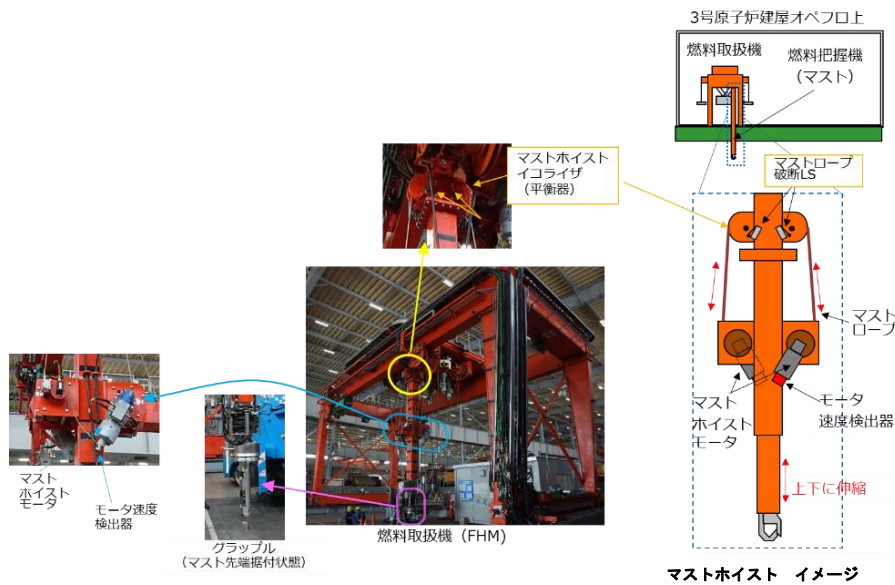 3号原子炉建屋オペフロ上
燃料取扱機
燃料把握機
(マスト)
マストホイスト
イコライザ
(平衡器)
マストロープ
破断LS
マスト
ロープ
マスト
ホイスト
モータ
モータ
速度検出器
上下に伸縮
マストホイスト イメージ
マスト
ホイスト
モータ
モータ速度
検出器
グラップル
(マスト先端据付状態)
燃料取扱機(FHM)